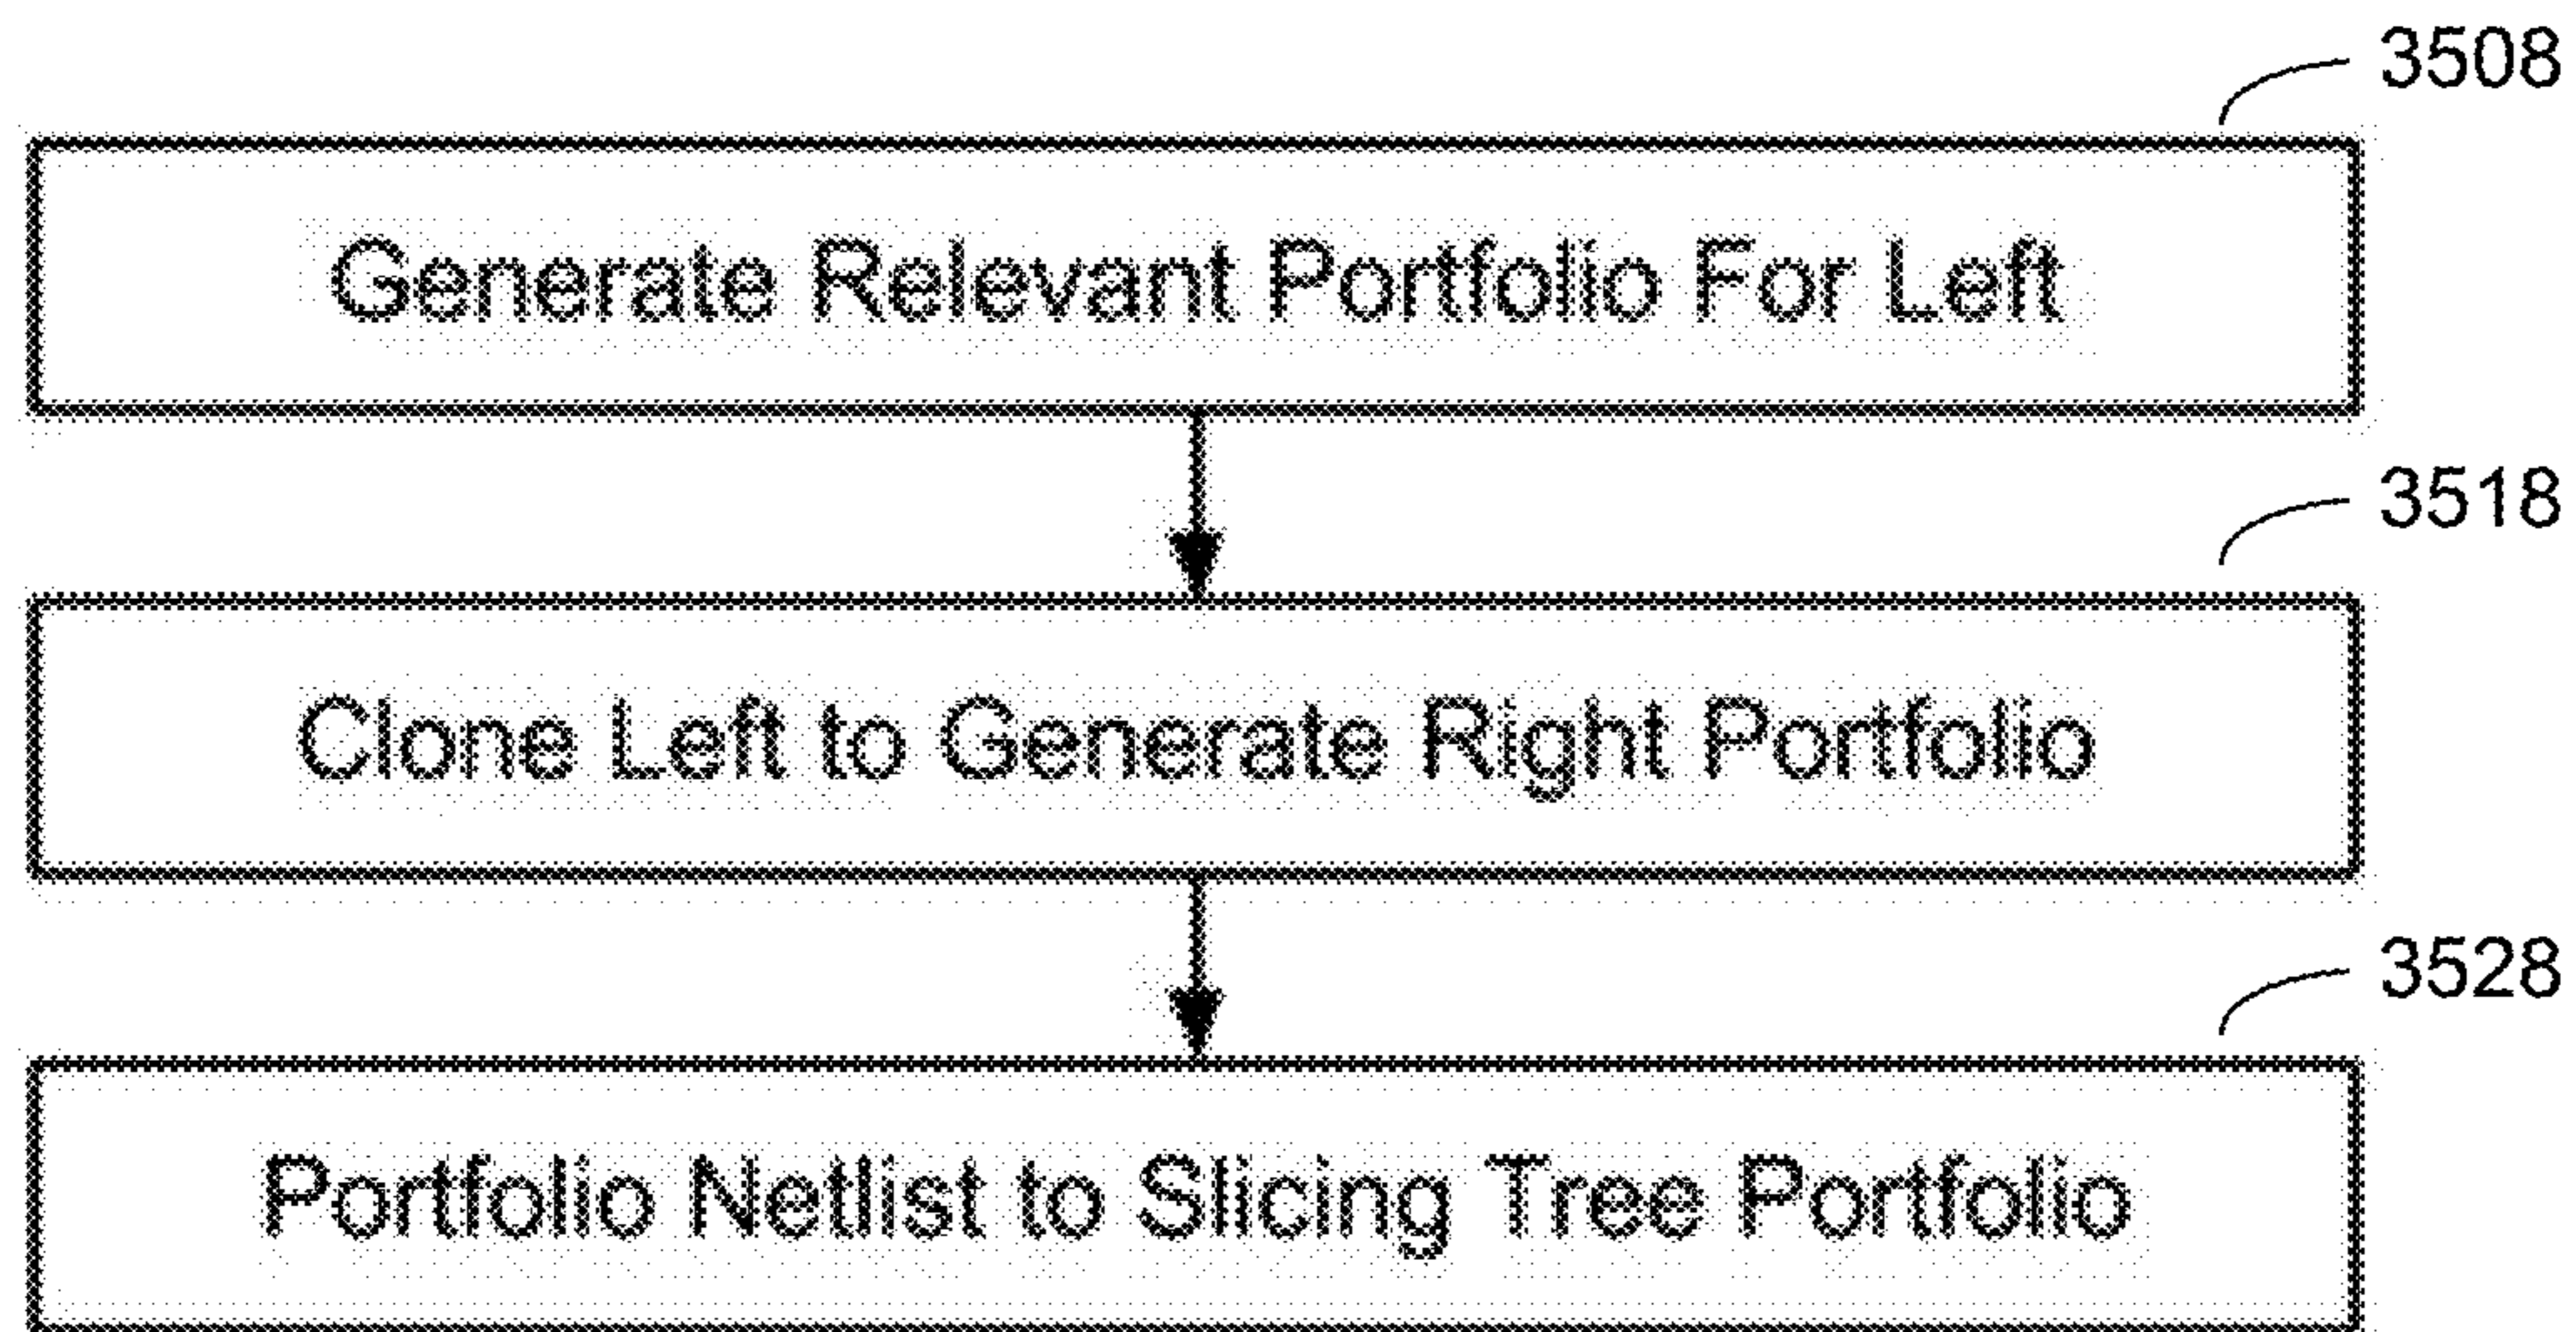 3508
Generate Relevant Portfolio For Left
3518
Clone Left to Generate Right Portfolio
3528
Portfolio Netlist to Slicing Tree Portfolio